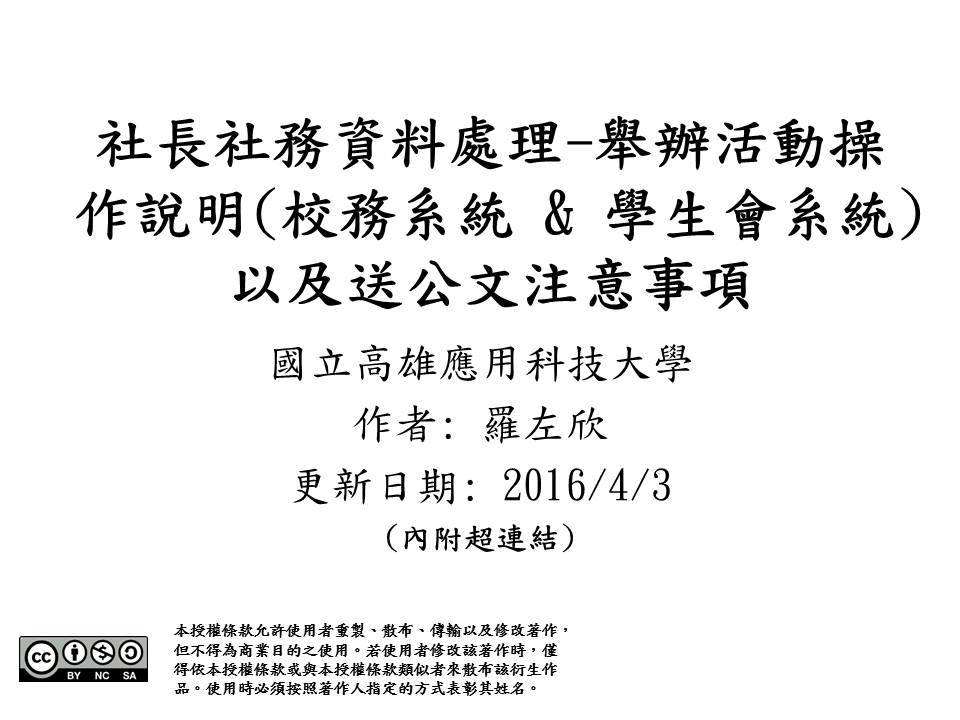 社長社務資料處理-舉辦活動操
作說明(校務系統 & 學生會系統)
以及送公文注意事項
國立高雄應用科技大學
作者: 羅左欣
更新日期: 2016/4/3
(內附超連結)
本授權條款允許使用者重製、散布、傳輸以及修改著作，
但不得為商業目的之使用。若使用者修改該著作時，僅
得依本授權條款或與本授權條款類似者來散布該衍生作
品。使用時必須按照著作人指定的方式表彰其姓名。
cc
BY NC SA